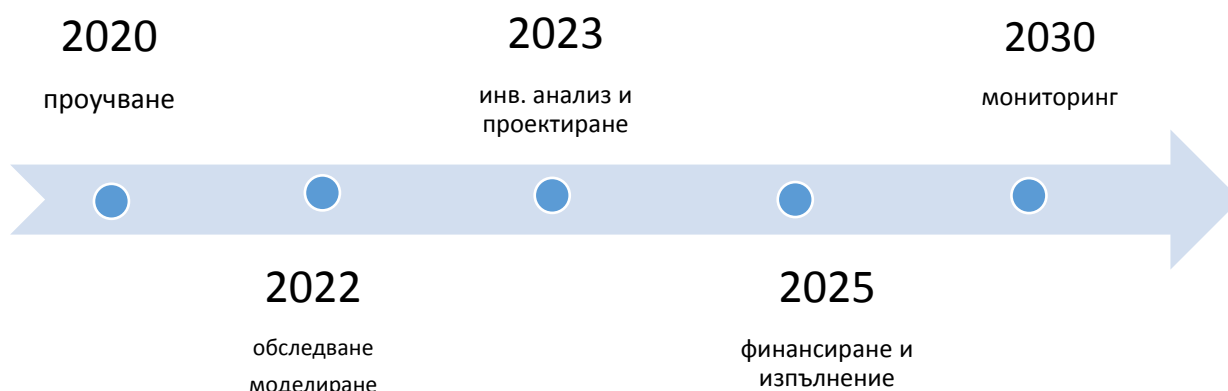 2020
проучване
2022
обследване
моделиране
2023
инв. анализ и
проектиране
2025
финансиране и
изпълнение
2030
мониторинг